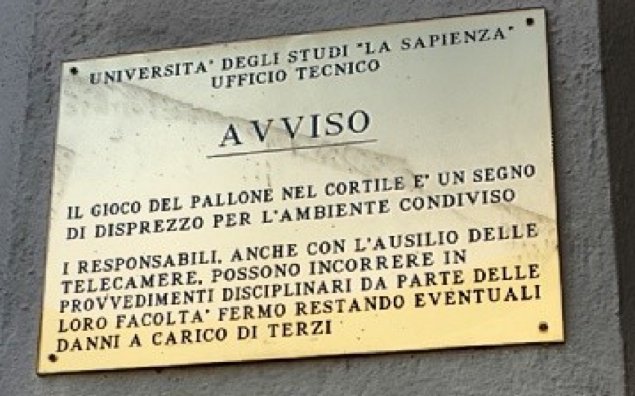 UNIVERSITA' DEGLI STUDI "LA SAPIENZA"
UFFICIO TECNICO
AVVISO
IL GIOCO DEL PALLONE NEL CORTILE E' UN SEGNO
DI DISPREZZO PER L'AMBIENTE CONDIVISO
I RESPONSABILI, ANCHE CON L'AUSILIO DELLE
TELECAMERE, POSSONO INCORRERE IN
PROVVEDIMENTI DISCIPLINARI DA PARTE DELLE
LORO FACOLTA' FERMO RESTANDO EVENTUALI
DANNI A CARICO DI TERZI